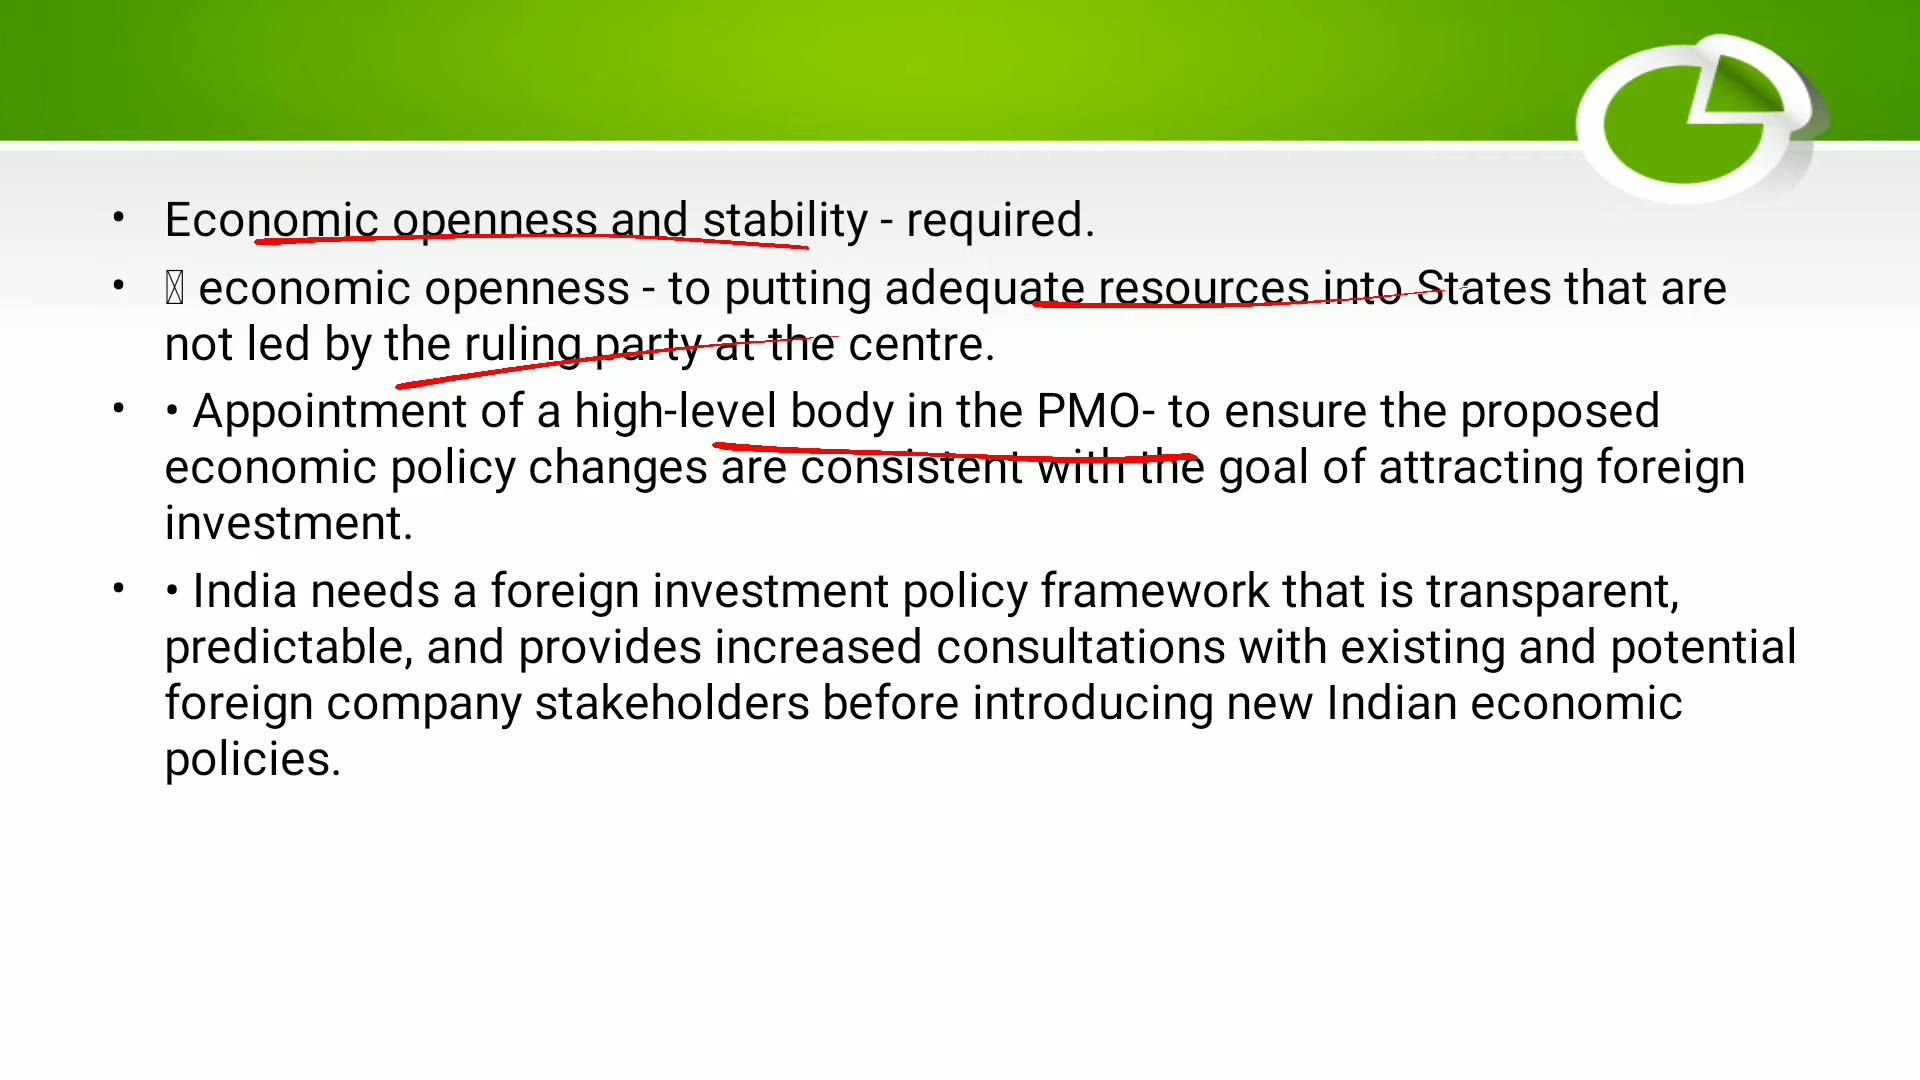 • Economic openness and stability - required.
•  economic openness - to putting adequate resources into States that are
not led by the ruling party at the centre.
• • Appointment of a high-level body in the PMO- to ensure the proposed
economic policy changes are consistent with the goal of attracting foreign
investment.
• • India needs a foreign investment policy framework that is transparent,
predictable, and provides increased consultations with existing and potential
foreign company stakeholders before introducing new Indian economic
policies.